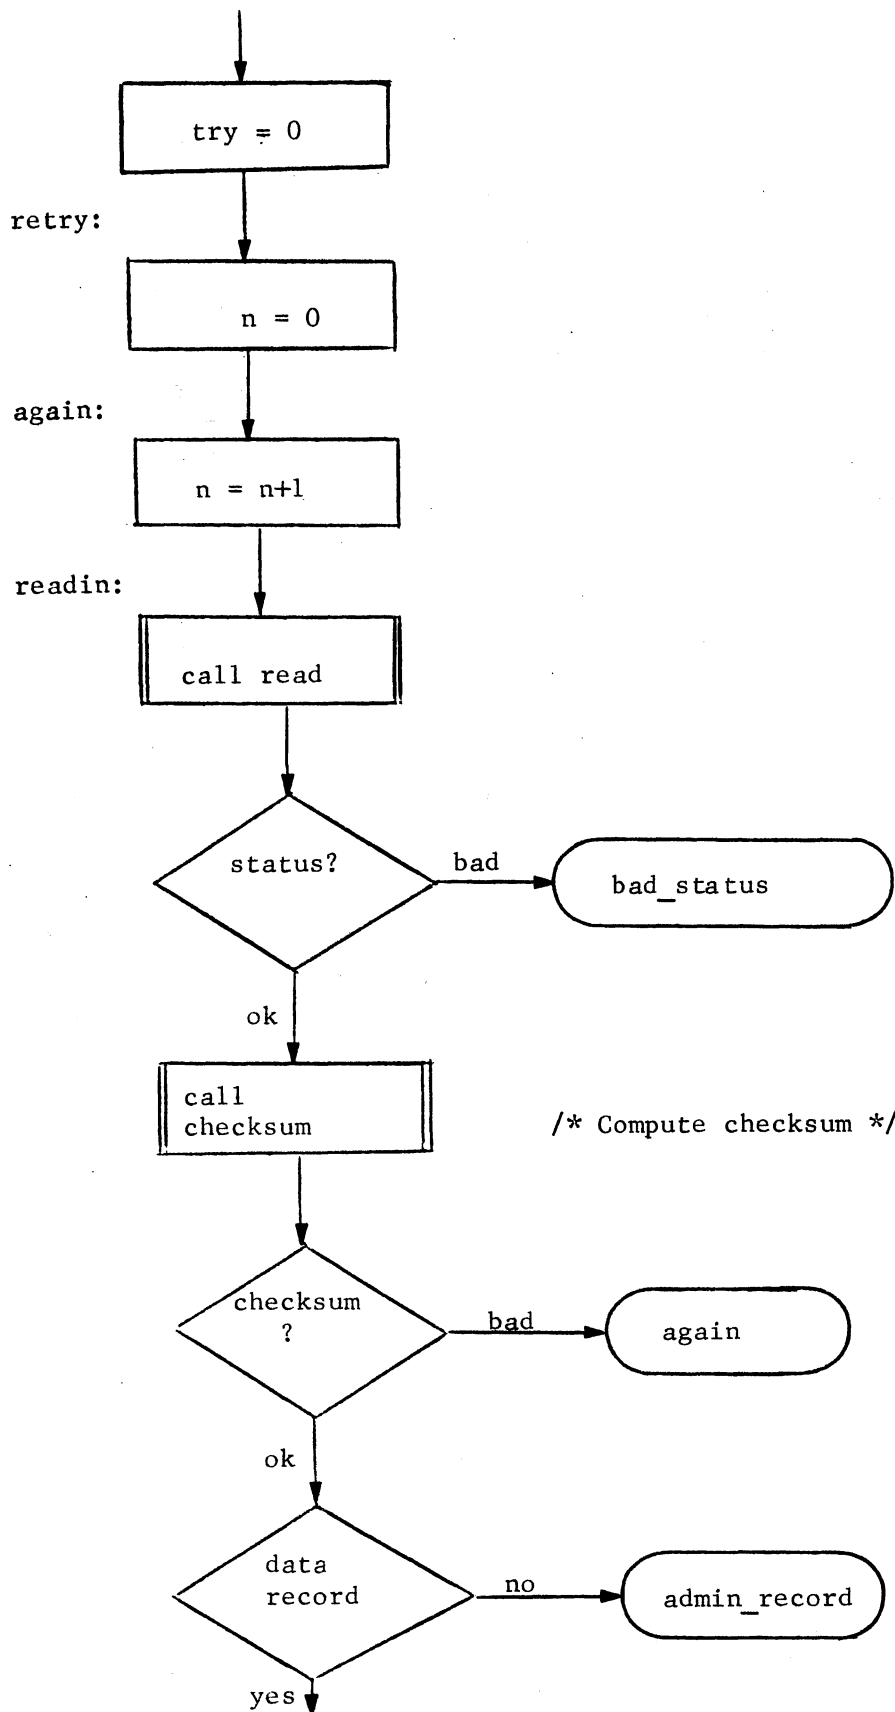 try = 0
retry:
n = 0
again:
n = n+1
readin:
call read
status?
bad
bad_status
ok
call
checksum
/* Compute checksum */
checksum
?
bad
again
ok
data
record
no
admin_record
yes